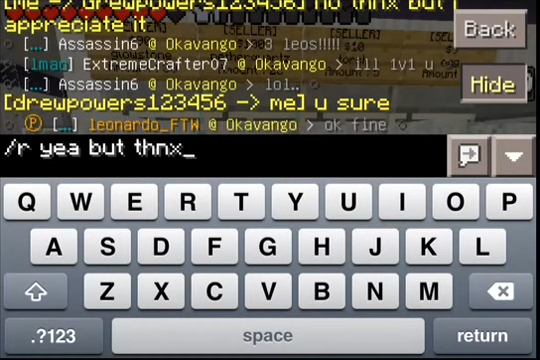 [me -> drewpowers123456] no thnx but i
appreciate it
[...] Assassin6 @ Okavango> 3 leos!!!!!
[lmao] ExtremeCrafter07 @ Okavango> ill 1v1 u
[...] Assassin6 @ Okavango> lol..
[drewpowers123456 -> me] u sure
Ⓟ [...] leonardo_FTW @ Okavango> ok fine
Back
Hide
/r yea but thnx_
Q W E R T Y U I O P
A S D F G H J K L
Z X C V B N M
.?123 space return